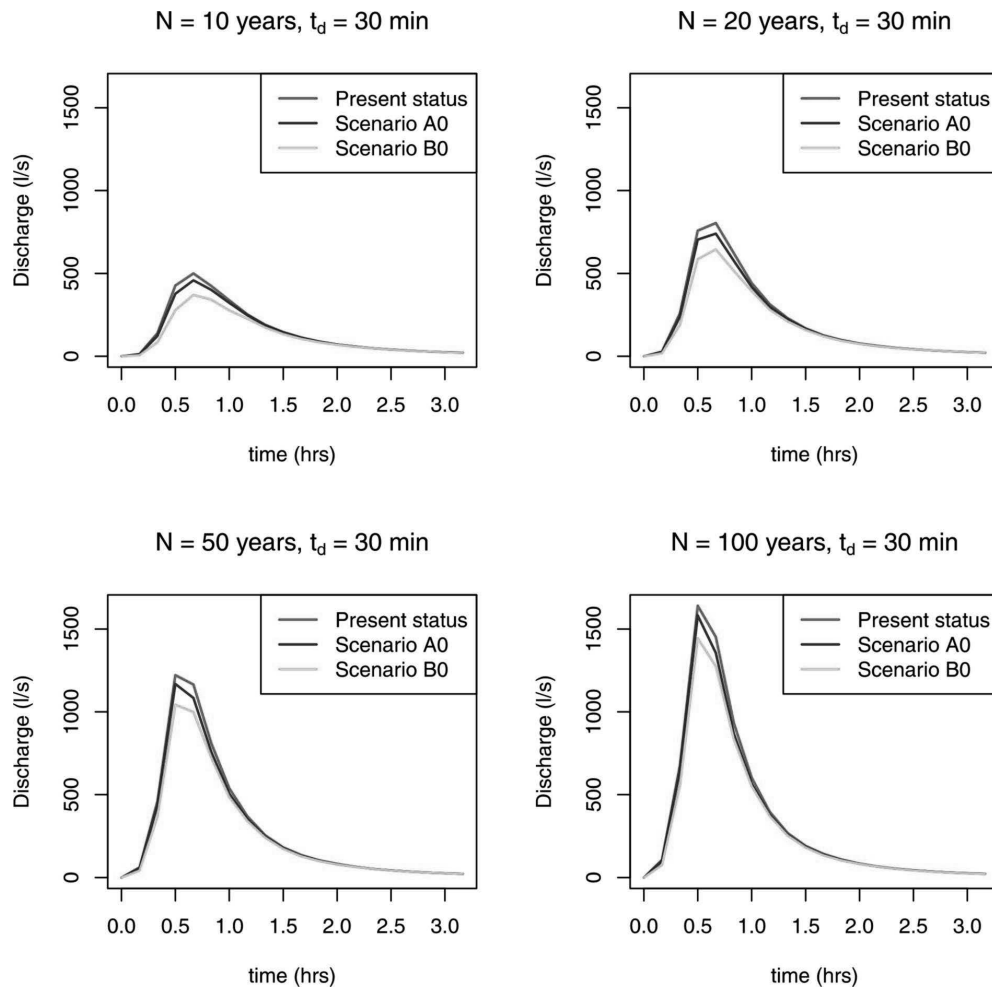 N = 10 years, t_d = 30 min
Present status
Scenario A0
Scenario B0
Discharge (l/s)
1500
1000
500
0
0.0 0.5 1.0 1.5 2.0 2.5 3.0
time (hrs)
N = 20 years, t_d = 30 min
Present status
Scenario A0
Scenario B0
Discharge (l/s)
1500
1000
500
0
0.0 0.5 1.0 1.5 2.0 2.5 3.0
time (hrs)
N = 50 years, t_d = 30 min
Present status
Scenario A0
Scenario B0
Discharge (l/s)
1500
1000
500
0
0.0 0.5 1.0 1.5 2.0 2.5 3.0
time (hrs)
N = 100 years, t_d = 30 min
Present status
Scenario A0
Scenario B0
Discharge (l/s)
1500
1000
500
0
0.0 0.5 1.0 1.5 2.0 2.5 3.0
time (hrs)